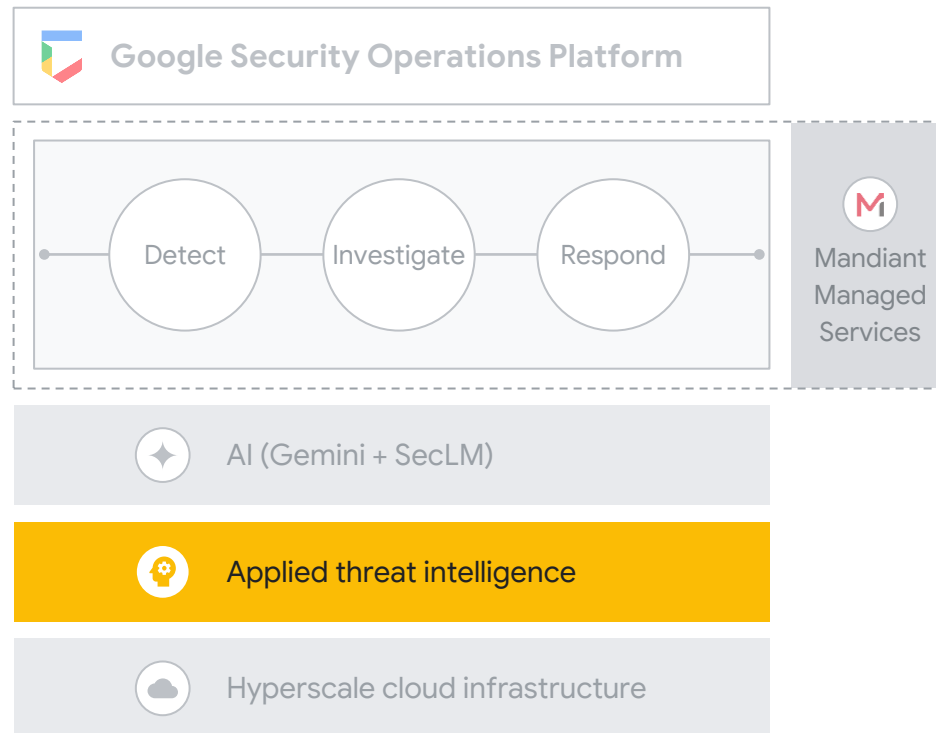 Google Security Operations Platform
Detect
Investigate
Respond
Mandiant
Managed
Services
AI (Gemini + SecLM)
Applied threat intelligence
Hyperscale cloud infrastructure